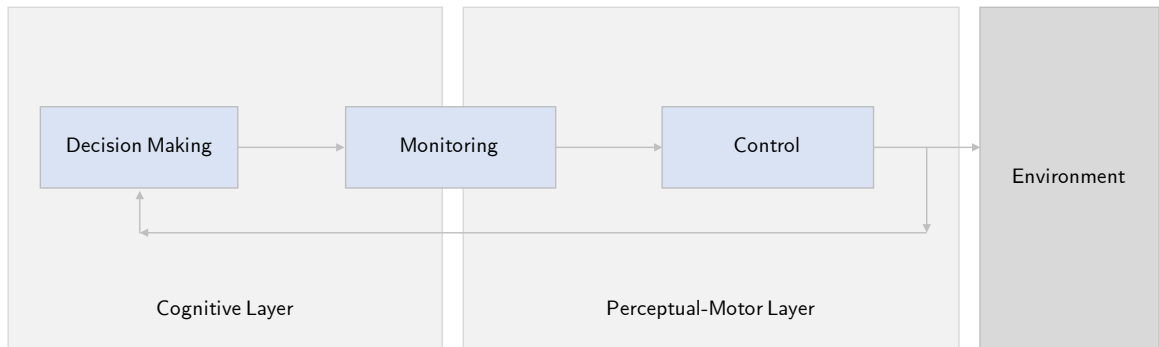 Decision Making
Monitoring
Control
Environment
Cognitive Layer
Perceptual-Motor Layer